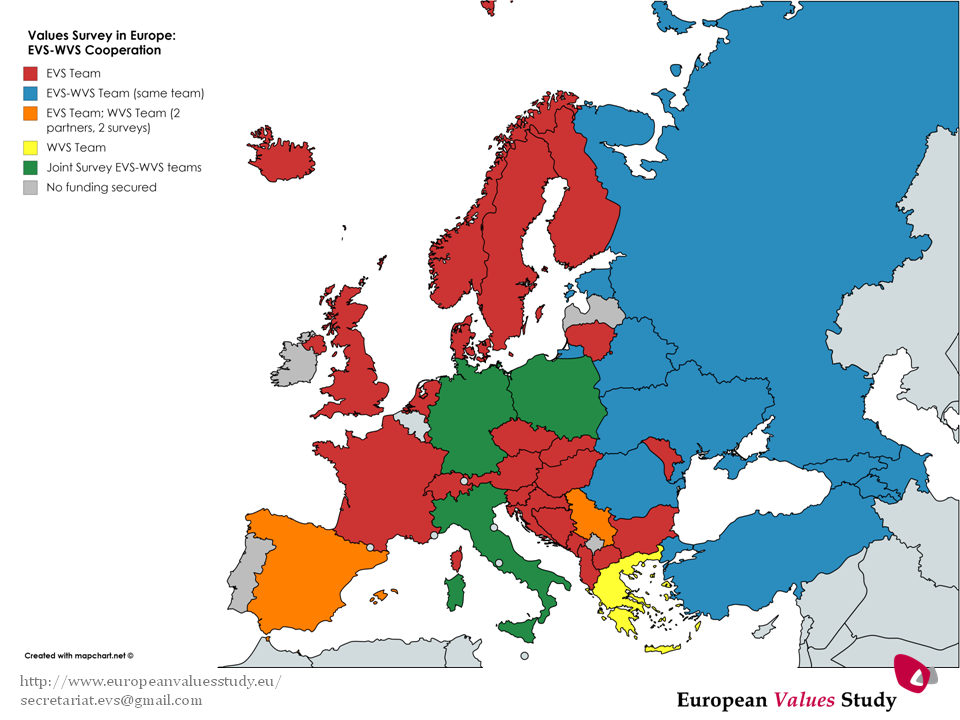 Values Survey in Europe:
EVS-WVS Cooperation
EVS Team
EVS-WVS Team (same team)
EVS Team; WVS Team (2
partners, 2 surveys)
WVS Team
Joint Survey EVS-WVS teams
No funding secured
Created with mapchart.net ©
http://www.europeanvaluesstudy.eu/
secretariat.evs@gmail.com
European Values Study